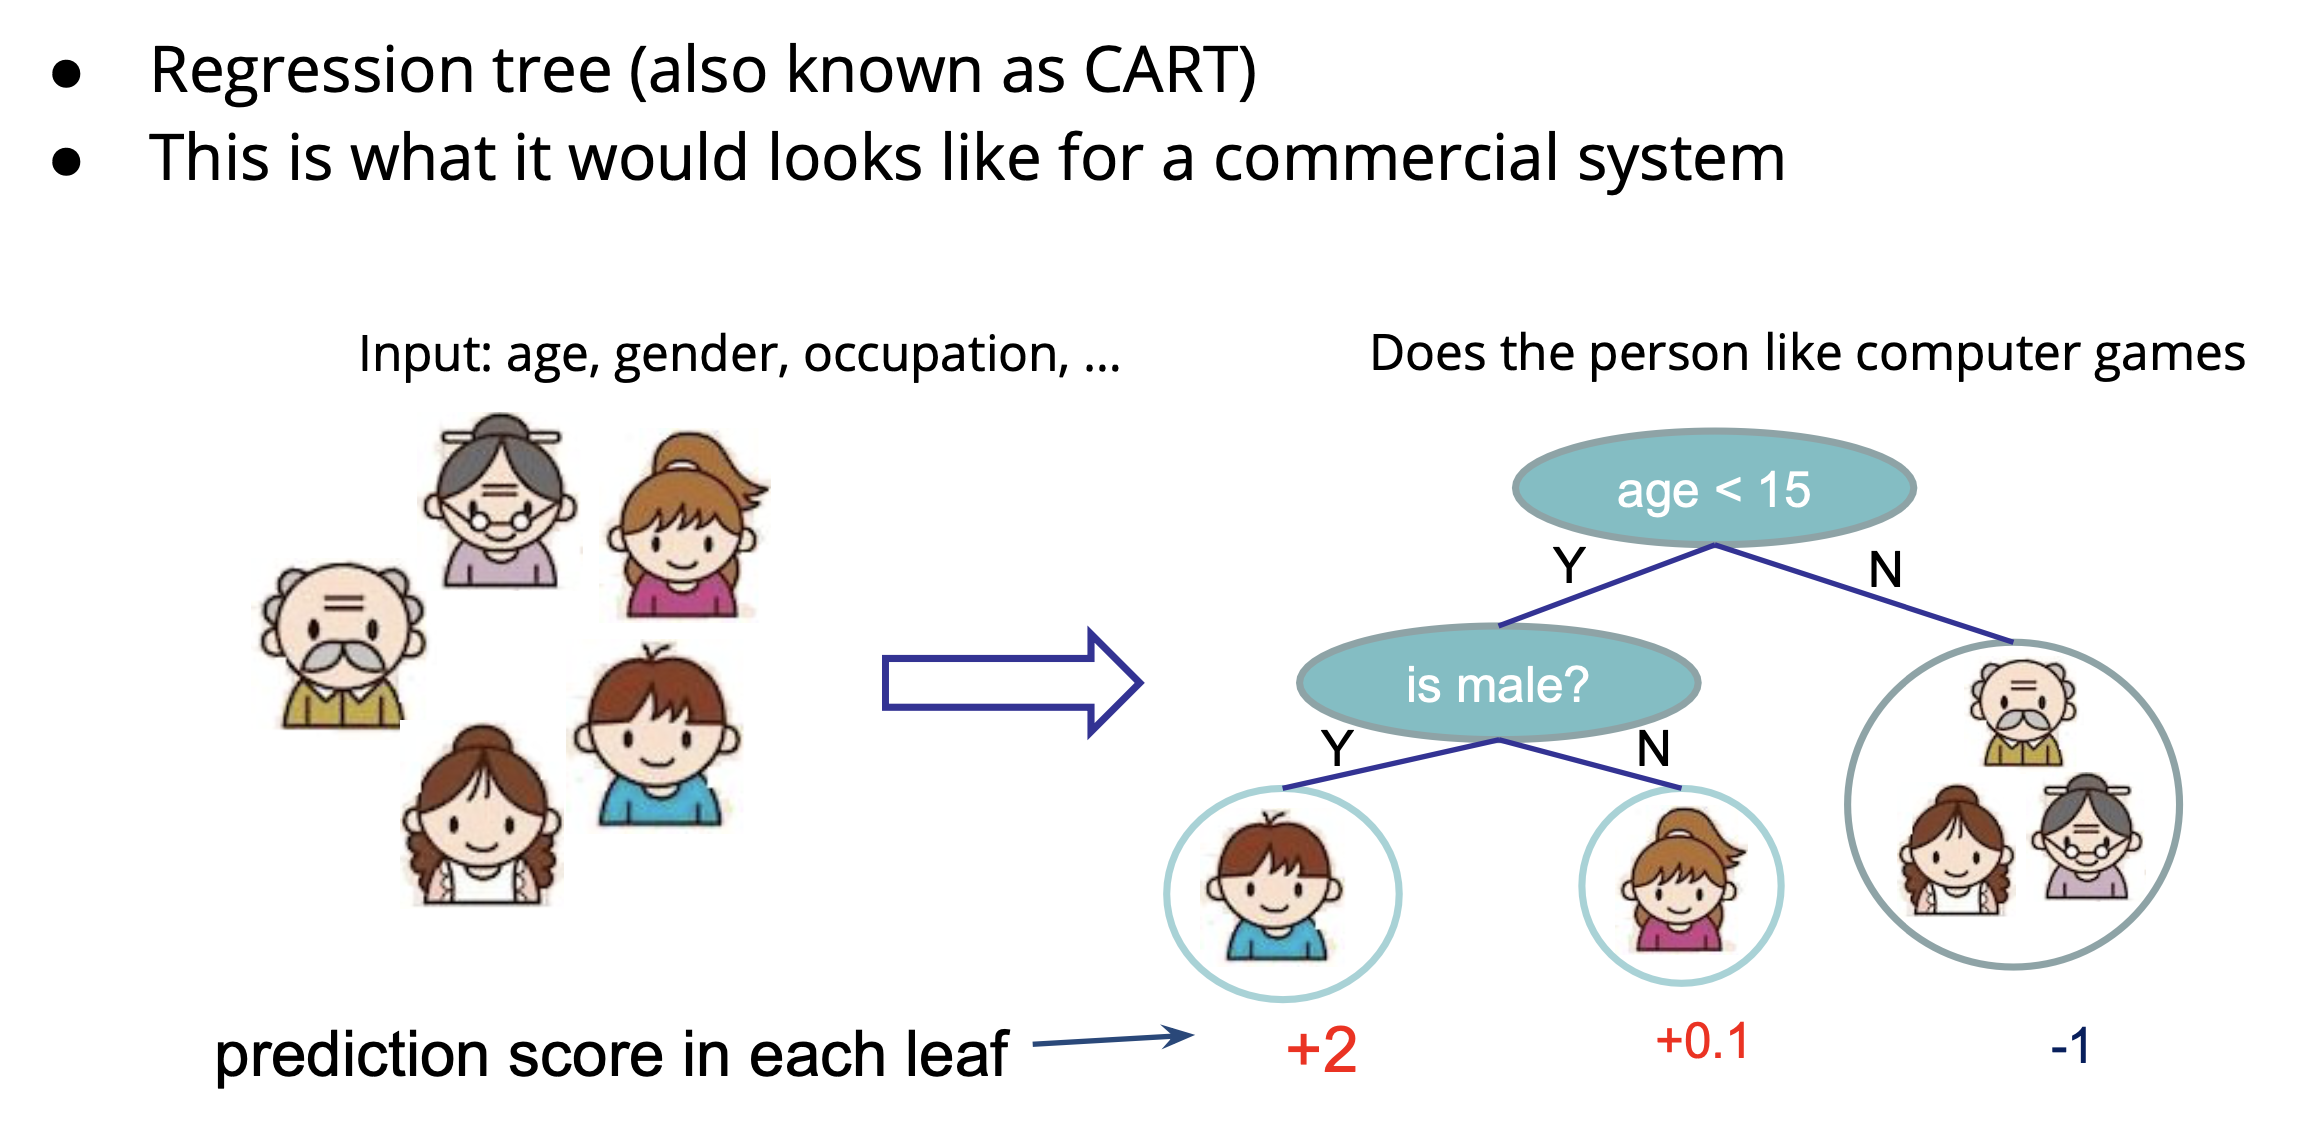 ● Regression tree (also known as CART)
● This is what it would looks like for a commercial system
Input: age, gender, occupation, ...
Does the person like computer games
age < 15
Y
N
is male?
Y
N
prediction score in each leaf
+2
+0.1
-1